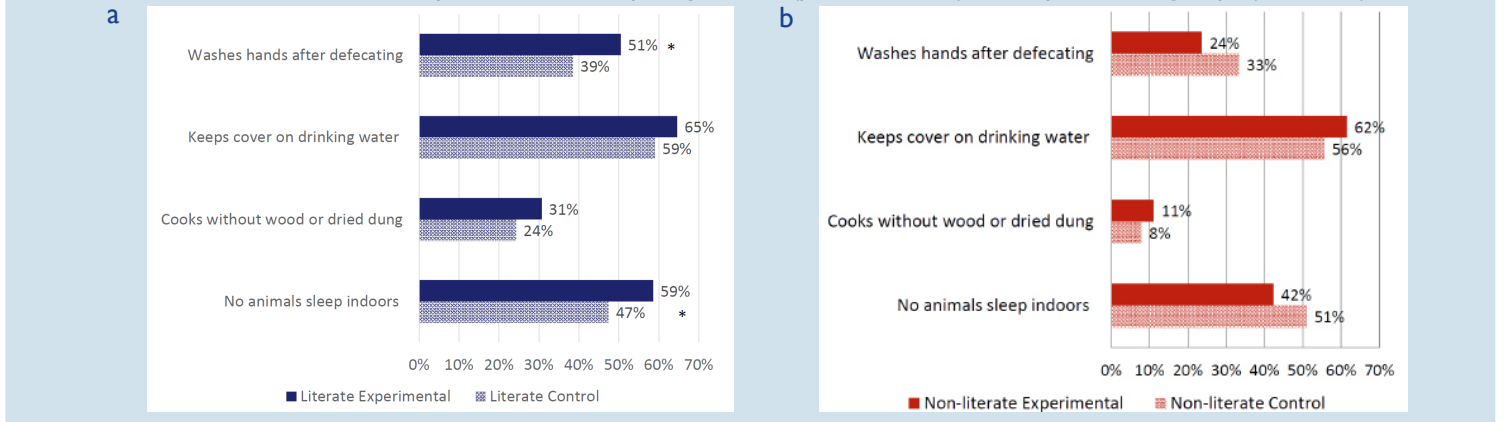 a
Washes hands after defecating
51% *
39%
Keeps cover on drinking water
65%
59%
Cooks without wood or dried dung
31%
24%
No animals sleep indoors
59%
47% *
0% 10% 20% 30% 40% 50% 60% 70%
Literate Experimental Literate Control
b
Washes hands after defecating
24%
33%
Keeps cover on drinking water
62%
56%
Cooks without wood or dried dung
11%
8%
No animals sleep indoors
42%
51%
0% 10% 20% 30% 40% 50% 60% 70%
Non-literate Experimental Non-literate Control